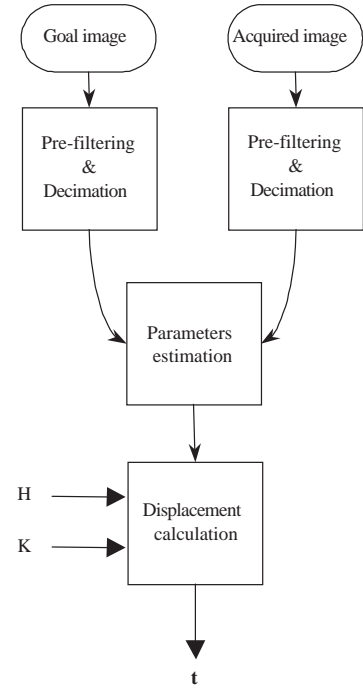 Goal image
Acquired image
Pre-filtering
&
Decimation
Pre-filtering
&
Decimation
Parameters
estimation
H
K
Displacement
calculation
t